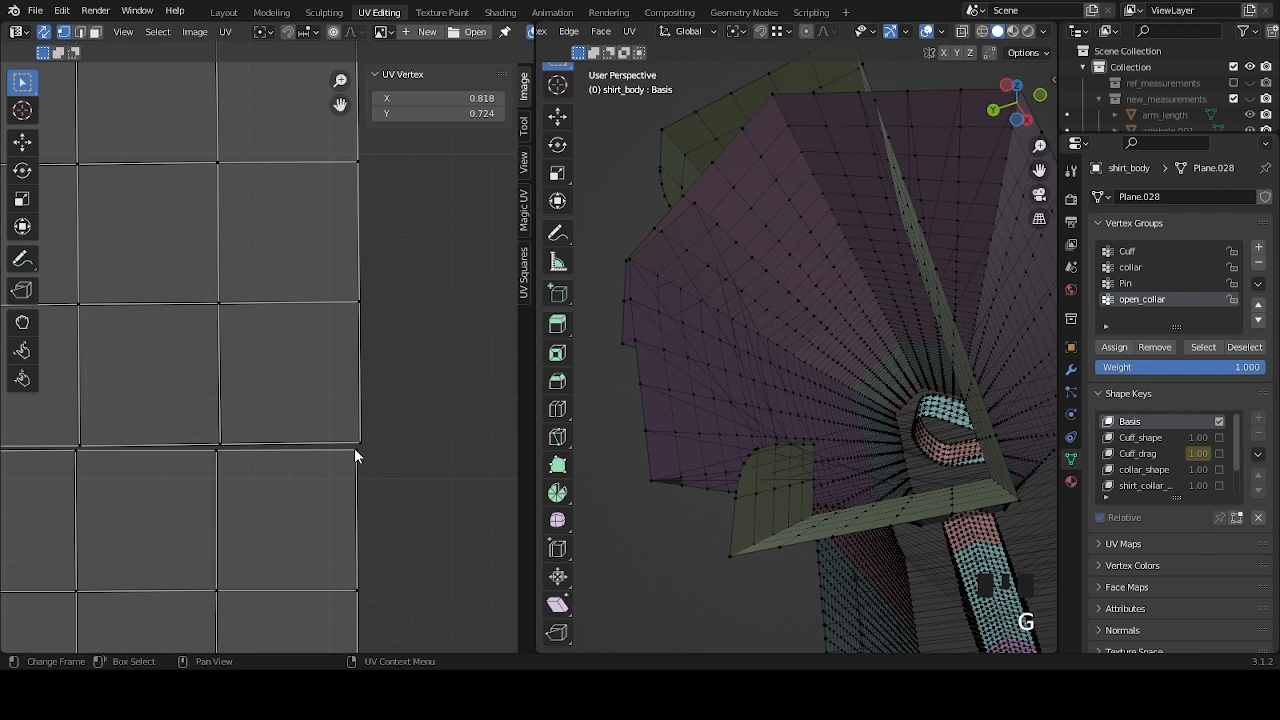 File Edit Render Window Help Layout Modeling Sculpting UV Editing Texture Paint Shading Animation Rendering Compositing Geometry Nodes Scripting + Scene ViewLayer
View Select Image UV New Open
Edge Face UV Global
X Y Z Options
UV Vertex
X 0.818
Y 0.724
Image
Tool
View
Magic UV
UV Squares
User Perspective
(0) shirt_body : Basis
Z
Y
X
G
Scene Collection
Collection
ref_measurements
new_measurements
arm_length
shirt_body > Plane.028
Plane.028
Vertex Groups
Cuff
collar
Pin
open_collar
Assign Remove Select Deselect
Weight 1.000
Shape Keys
Basis
Cuff_shape 1.00
Cuff_drag 1.00
collar_shape 1.00
shirt_collar_... 1.00
Relative
UV Maps
Vertex Colors
Face Maps
Attributes
Normals
Texture Space
Change Frame Box Select Pan View UV Context Menu 3.1.2